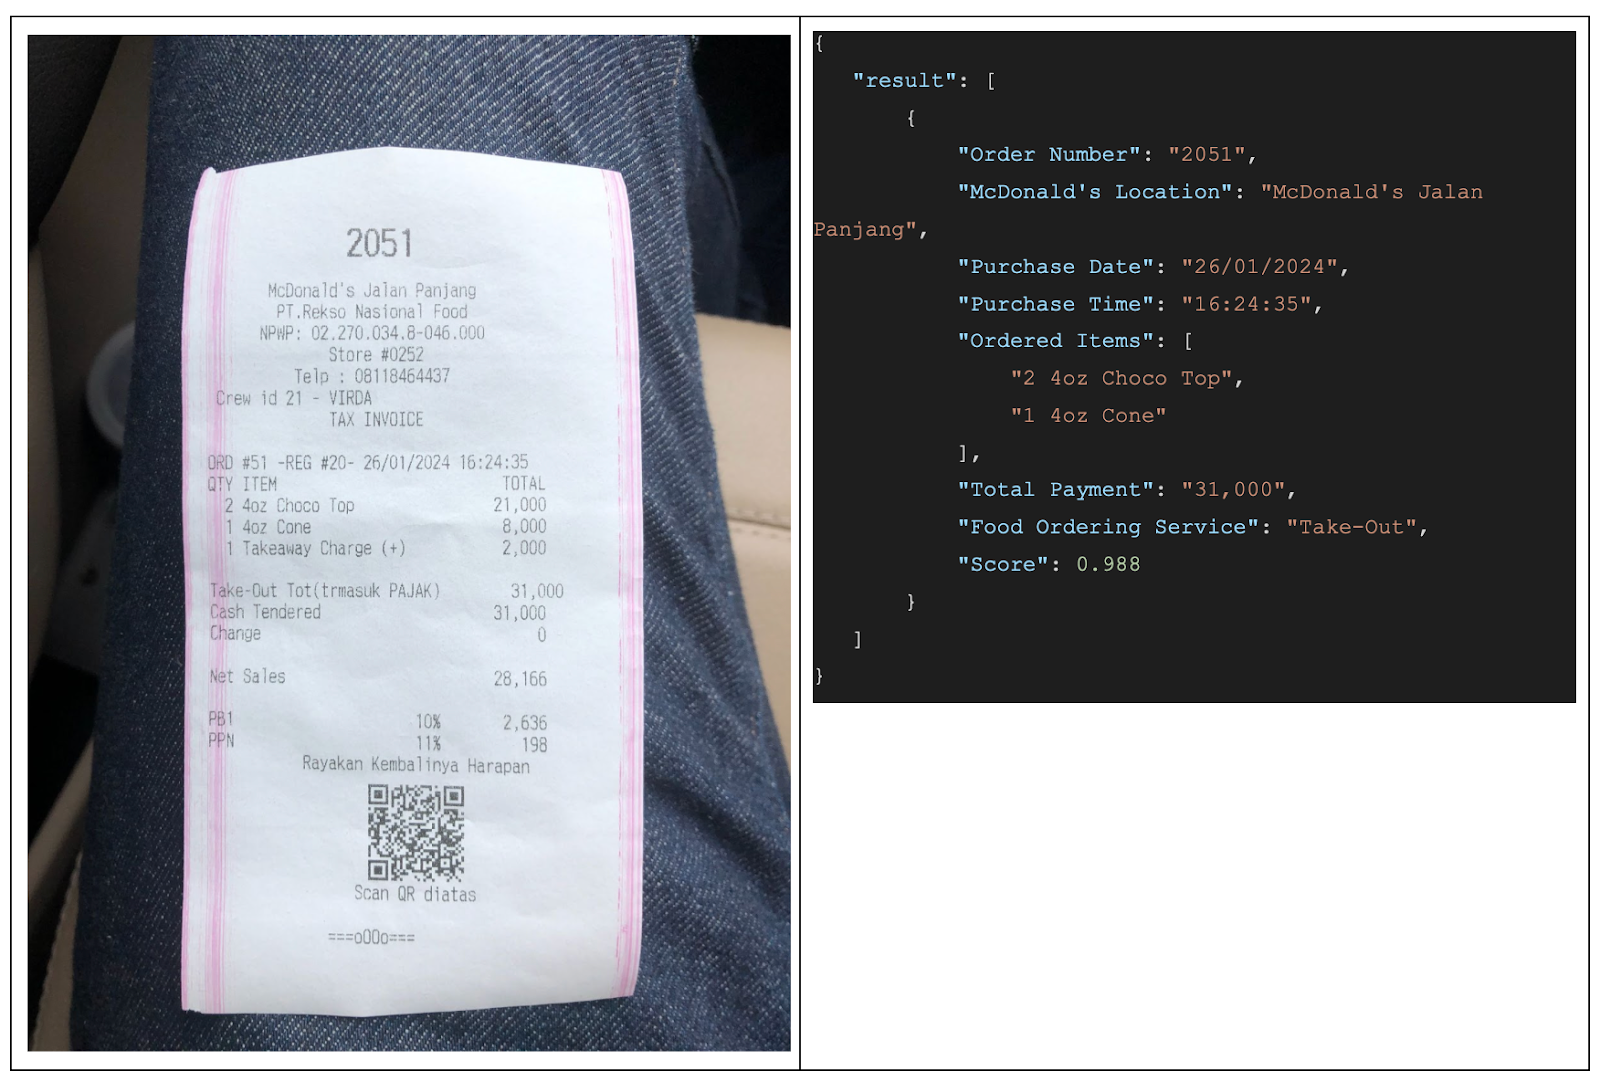 2051
McDonald's Jalan Panjang
PT.Rekso Nasional Food
NPWP: 02.270.034.8-046.000
Store #0252
Telp : 08118464437
Crew id 21 - VIRDA
TAX INVOICE
ORD #51 -REG #20- 26/01/2024 16:24:35
QTY ITEM TOTAL
2 4oz Choco Top 21,000
1 4oz Cone 8,000
1 Takeaway Charge (+) 2,000
Take-Out Tot(trmasuk PAJAK) 31,000
Cash Tendered 31,000
Change 0
Net Sales 28,166
PB1 10% 2,636
PPN 11% 198
Rayakan Kembalinya Harapan
Scan QR diatas
===oOOo===
{
"result": [
{
"Order Number": "2051",
"McDonald's Location": "McDonald's Jalan
Panjang",
"Purchase Date": "26/01/2024",
"Purchase Time": "16:24:35",
"Ordered Items": [
"2 4oz Choco Top",
"1 4oz Cone"
],
"Total Payment": "31,000",
"Food Ordering Service": "Take-Out",
"Score": 0.988
}
]
}